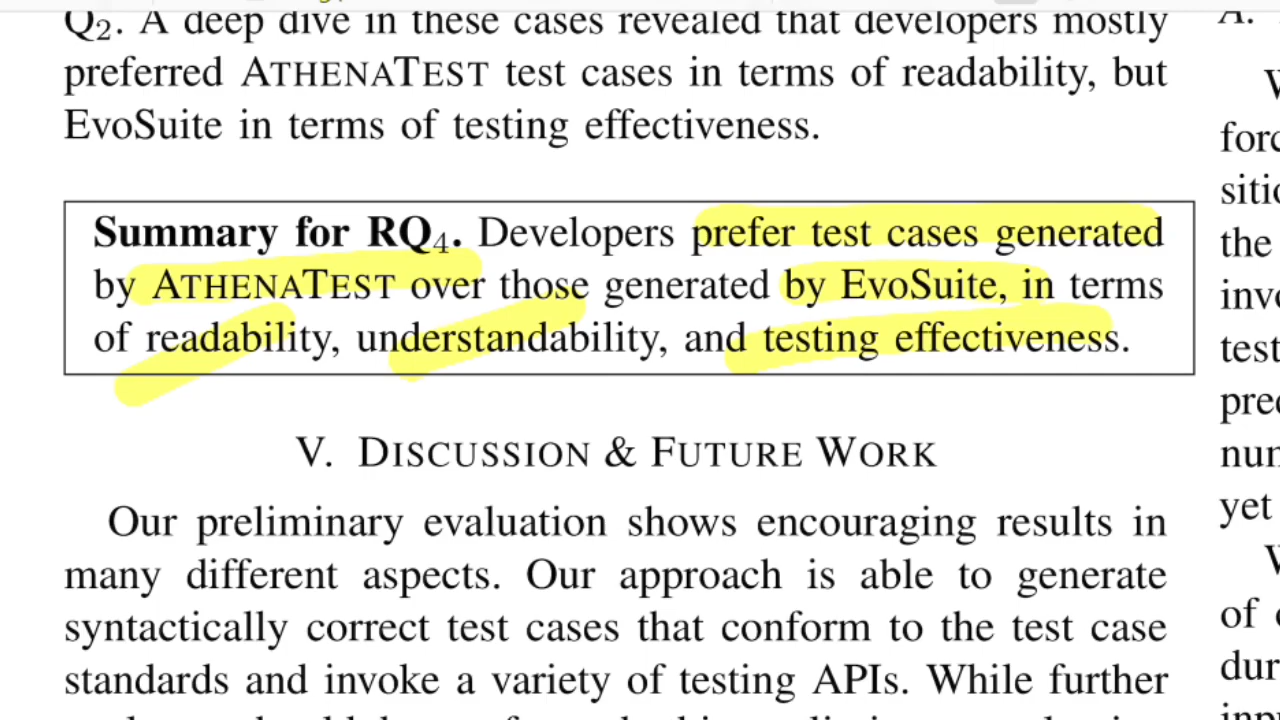 Q₂. A deep dive in these cases revealed that developers mostly
preferred ATHENATEST test cases in terms of readability, but
EvoSuite in terms of testing effectiveness.
Summary for RQ₄. Developers prefer test cases generated
by ATHENATEST over those generated by EvoSuite, in terms
of readability, understandability, and testing effectiveness.
V. DISCUSSION & FUTURE WORK
Our preliminary evaluation shows encouraging results in
many different aspects. Our approach is able to generate
syntactically correct test cases that conform to the test case
standards and invoke a variety of testing APIs. While further
A.
the
of
yet